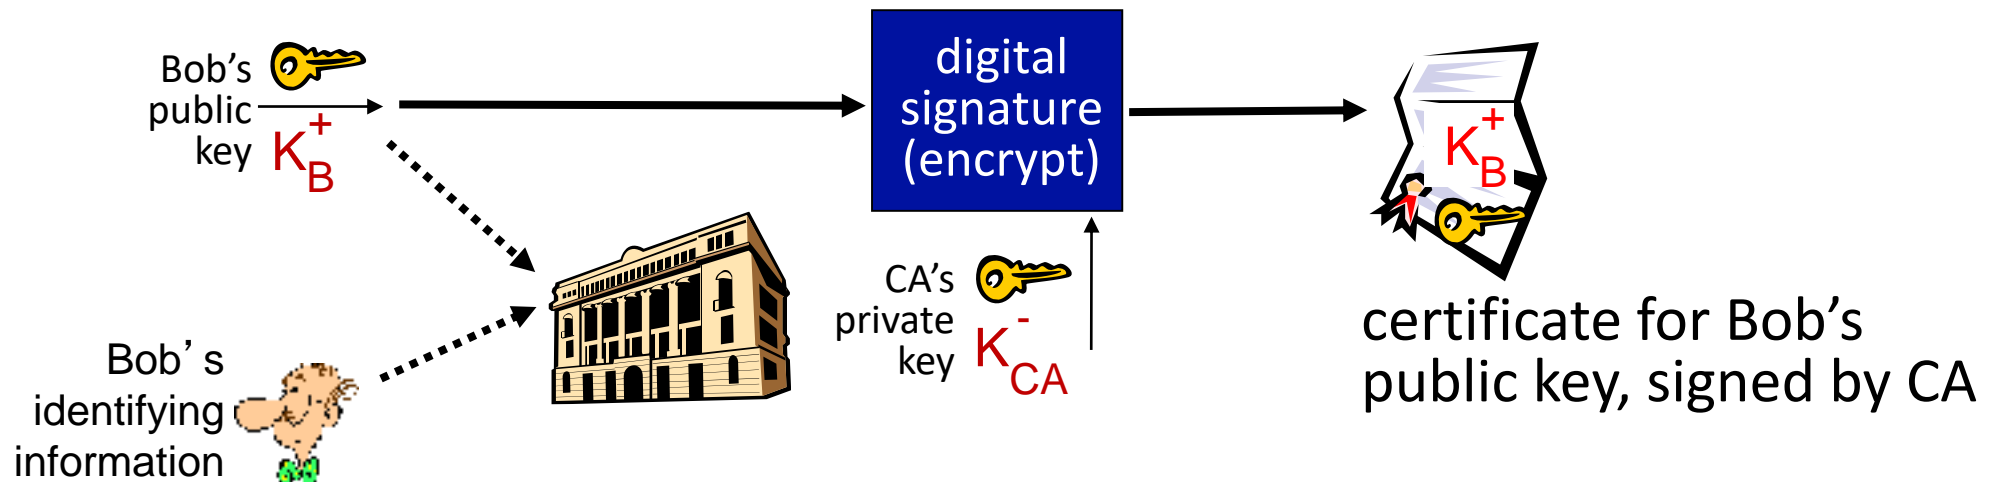 Bob’s
public
key
K
+
B
digital
signature
(encrypt)
K
+
B
CA’s
private
key
K
-
CA
Bob’s
identifying
information
certificate for Bob’s
public key, signed by CA